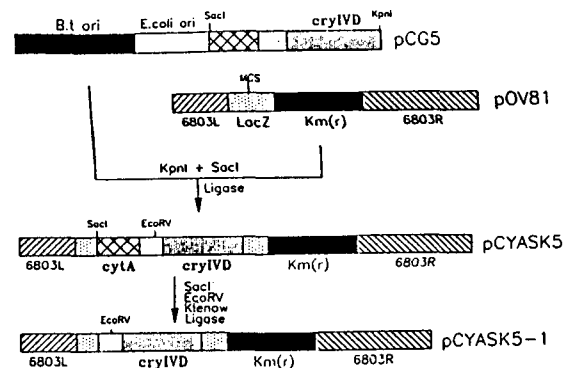 B.t ori
E.coli ori
SacI
cryIVD
KpnI
pCG5
MCS
pOV81
6803L
LacZ
Km(r)
6803R
KpnI + SacI
Ligase
SacI
EcoRV
pCYASK5
6803L
cytA
cryIVD
Km(r)
6803R
SacI
EcoRV
Klenow
Ligase
EcoRV
pCYASK5-1
6803L
cryIVD
Km(r)
6803R